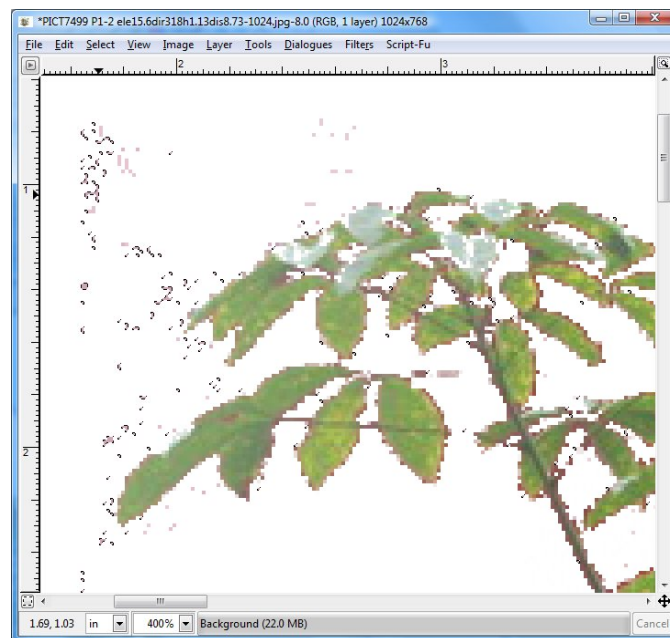 *PICT7499 P1-2 ele15.6dir318h1.13dis8.73-1024.jpg-8.0 (RGB, 1 layer) 1024x768
File Edit Select View Image Layer Tools Dialogues Filters Script-Fu
2 3
1
2
1.69, 1.03 in 400% Background (22.0 MB) Cancel